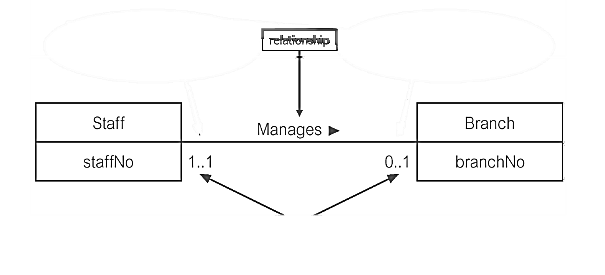 relationship
Staff
Manages ►
Branch
staffNo
1..1
0..1
branchNo